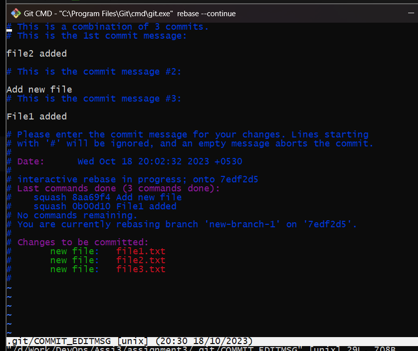 Git CMD - "C:\Program Files\Git\cmd\git.exe" rebase --continue
# This is a combination of 3 commits.
# This is the 1st commit message:
file2 added
# This is the commit message #2:
Add new file
# This is the commit message #3:
File1 added
# Please enter the commit message for your changes. Lines starting
# with '#' will be ignored, and an empty message aborts the commit.
#
# Date: Wed Oct 18 20:02:32 2023 +0530
#
# interactive rebase in progress; onto 7edf2d5
# Last commands done (3 commands done):
# squash 8aa69f4 Add new file
# squash 0b00d10 File1 added
# No commands remaining.
# You are currently rebasing branch 'new-branch-1' on '7edf2d5'.
#
# Changes to be committed:
# new file: file1.txt
# new file: file2.txt
# new file: file3.txt
#
~
~
~
~
~
.git/COMMIT_EDITMSG [unix] (20:30 18/10/2023)
"/d/work/DevOps/Assi3/assignment3/.git/COMMIT_EDITMSG" [unix] 29L, 708B